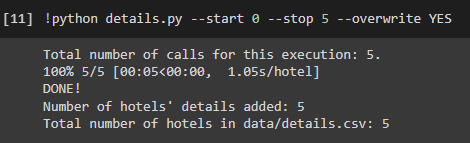 [11] !python details.py --start 0 --stop 5 --overwrite YES
Total number of calls for this execution: 5.
100% 5/5 [00:05<00:00,  1.05s/hotel]
DONE!
Number of hotels' details added: 5
Total number of hotels in data/details.csv: 5